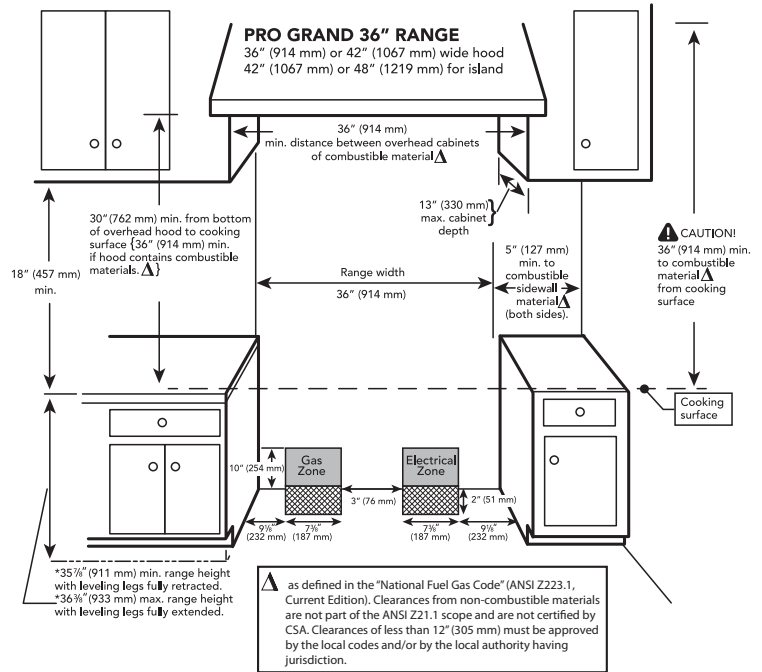 PRO GRAND 36" RANGE
36" (914 mm) or 42" (1067 mm) wide hood
42" (1067 mm) or 48" (1219 mm) for island
36" (914 mm)
min. distance between overhead cabinets
of combustible material Δ
13" (330 mm)
max. cabinet
depth
30" (762 mm) min. from bottom
of overhead hood to cooking
surface {36" (914 mm) min.
if hood contains combustible
materials. Δ}
18" (457 mm)
min.
Range width
36" (914 mm)
5" (127 mm)
min. to
combustible
sidewall
material Δ
(both sides).
CAUTION!
36" (914 mm) min.
to combustible
material Δ
from cooking
surface
Cooking
surface
10" (254 mm)
Gas
Zone
Electrical
Zone
3" (76 mm)
2" (51 mm)
9⅛"
(232 mm)
7⅜"
(187 mm)
7⅜"
(187 mm)
9⅛"
(232 mm)
*35⅞" (911 mm) min. range height
with leveling legs fully retracted.
*36¾" (933 mm) max. range height
with leveling legs fully extended.
Δ as defined in the "National Fuel Gas Code" (ANSI Z223.1,
Current Edition). Clearances from non-combustible materials
are not part of the ANSI Z21.1 scope and are not certified by
CSA. Clearances of less than 12" (305 mm) must be approved
by the local codes and/or by the local authority having
jurisdiction.